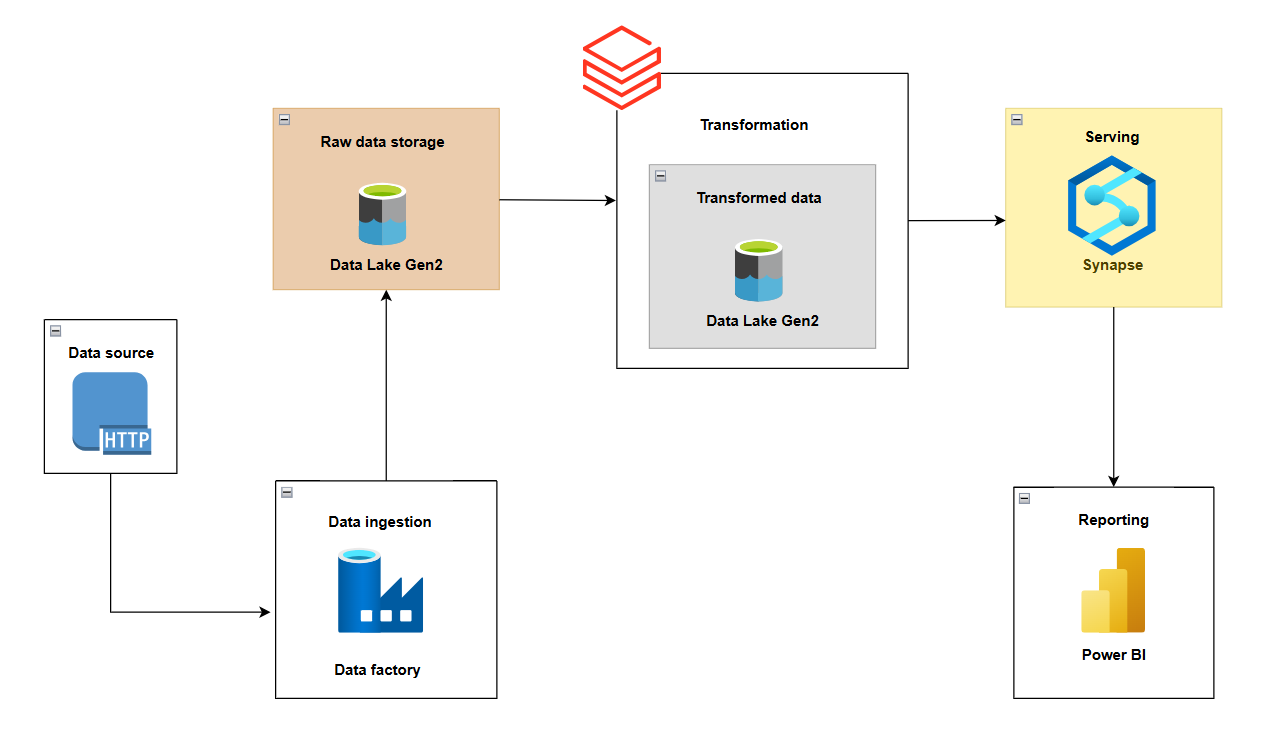 Data source
HTTP
Data ingestion
Data factory
Raw data storage
Data Lake Gen2
Transformation
Transformed data
Data Lake Gen2
Serving
Synapse
Reporting
Power BI